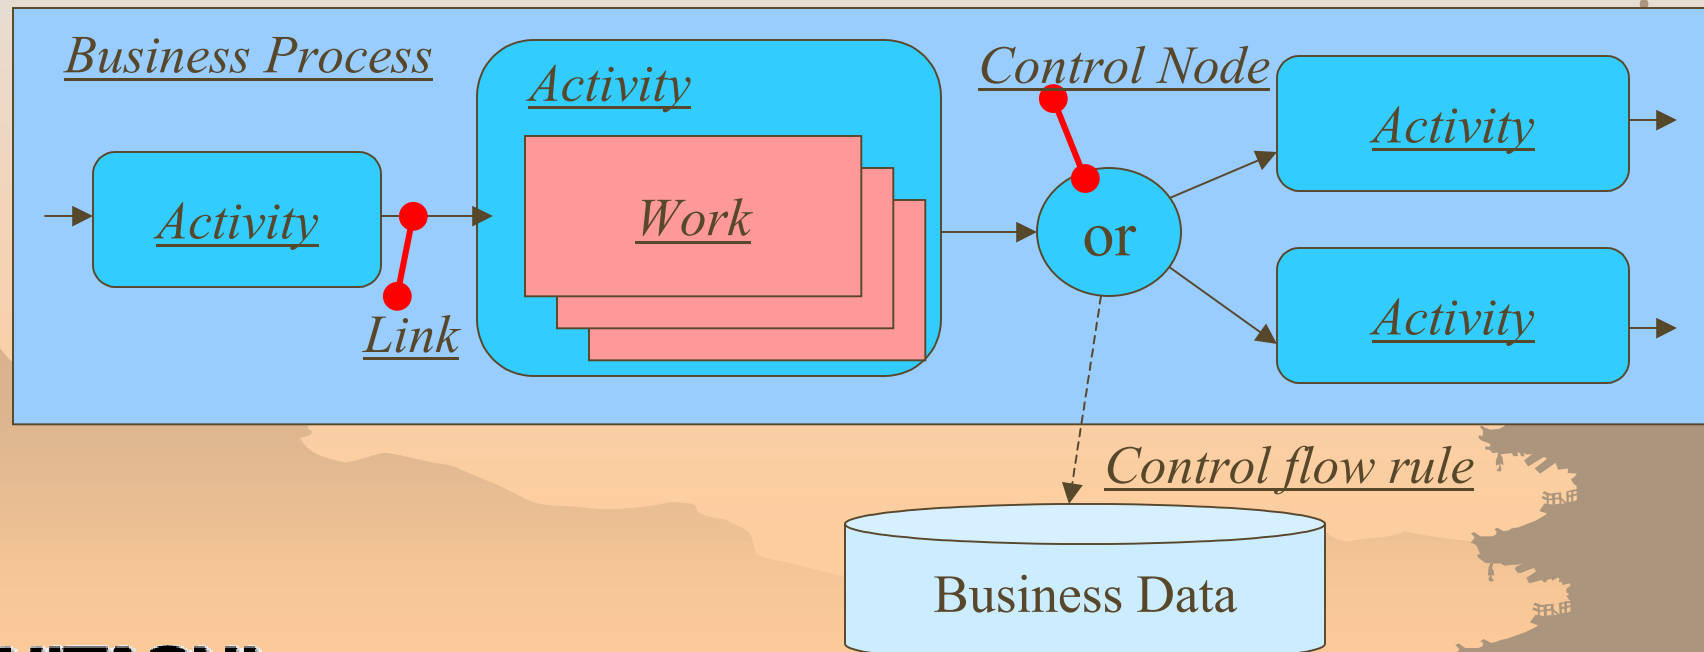 Business Process
Activity
Control Node
Activity
Activity
Work
or
Link
Activity
Control flow rule
Business Data